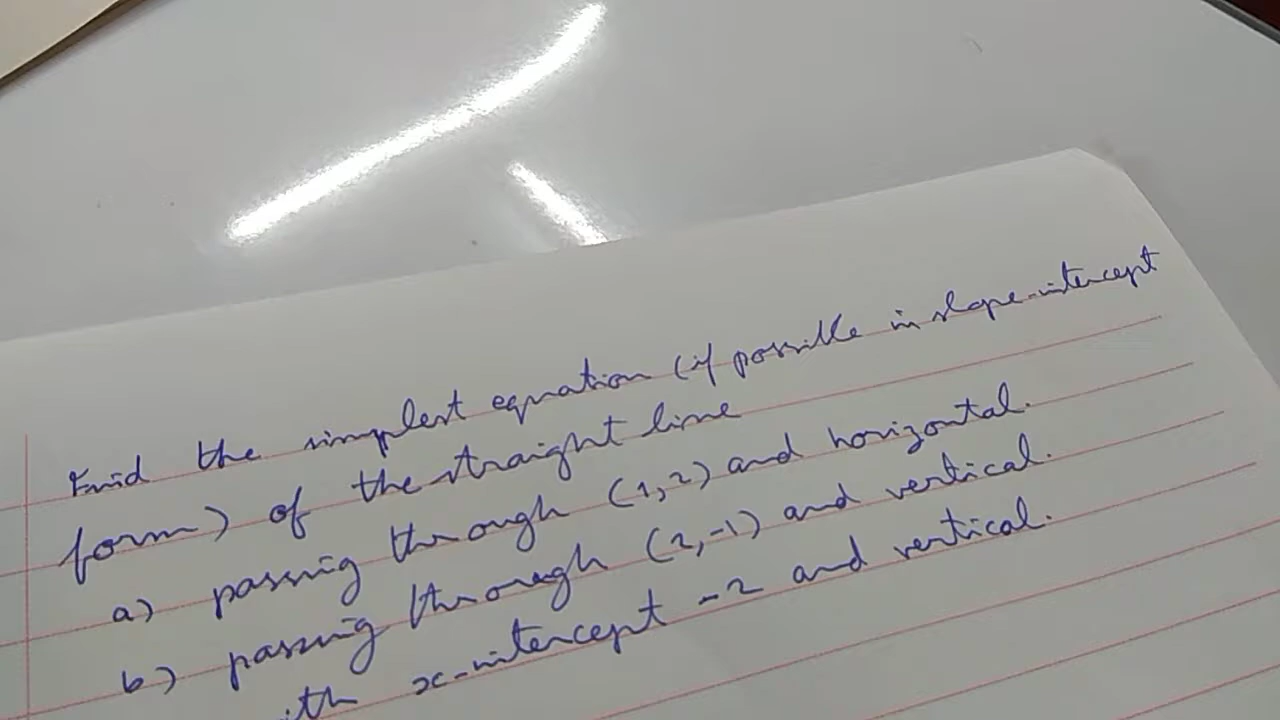 Find the simplest equation (if possible in slope-intercept
form) of the straight line
a) passing through (1,2) and horizontal.
b) passing through (2,-1) and vertical.
x-intercept -2 and vertical.